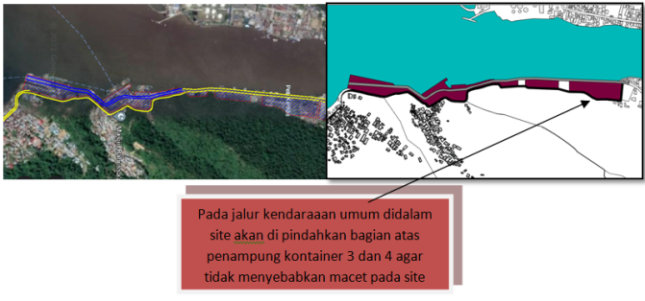 Pada jalur kendaraaan umum didalam
site akan di pindahkan bagian atas
penampung kontainer 3 dan 4 agar
tidak menyebabkan macet pada site